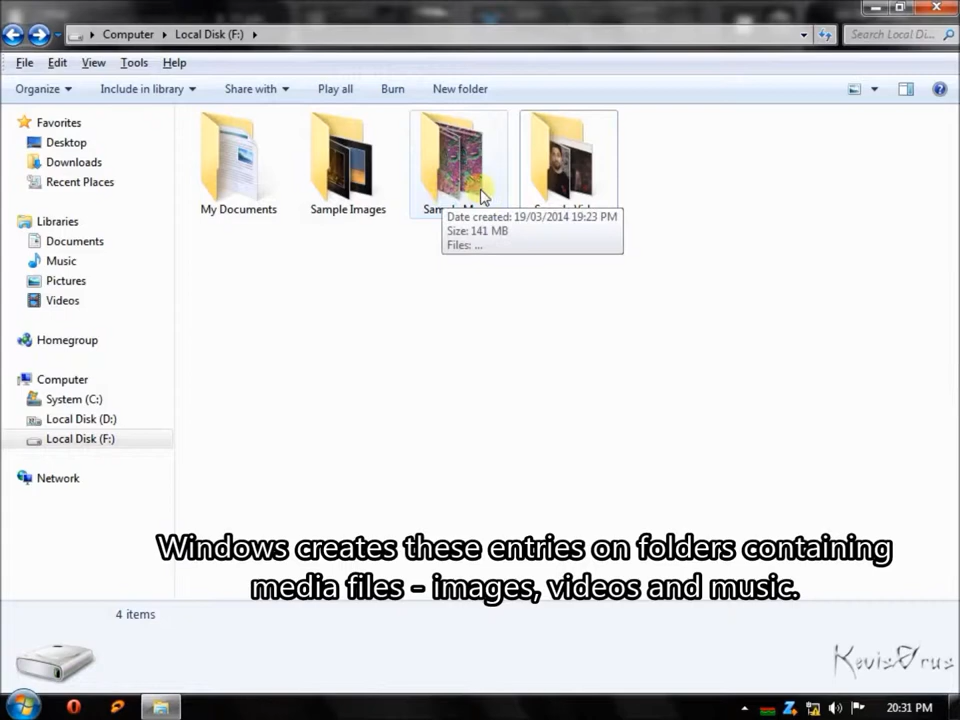 Computer
Local Disk (F:)
Search Local Di...
File
Edit
View
Tools
Help
Organize
Include in library
Share with
Play all
Burn
New folder
Favorites
Desktop
Downloads
Recent Places
Libraries
Documents
Music
Pictures
Videos
Homegroup
Computer
System (C:)
Local Disk (D:)
Local Disk (F:)
Network
My Documents
Sample Images
Date created: 19/03/2014 19:23 PM
Size: 141 MB
Files: ...
Windows creates these entries on folders containing
media files - images, videos and music.
4 items
20:31 PM